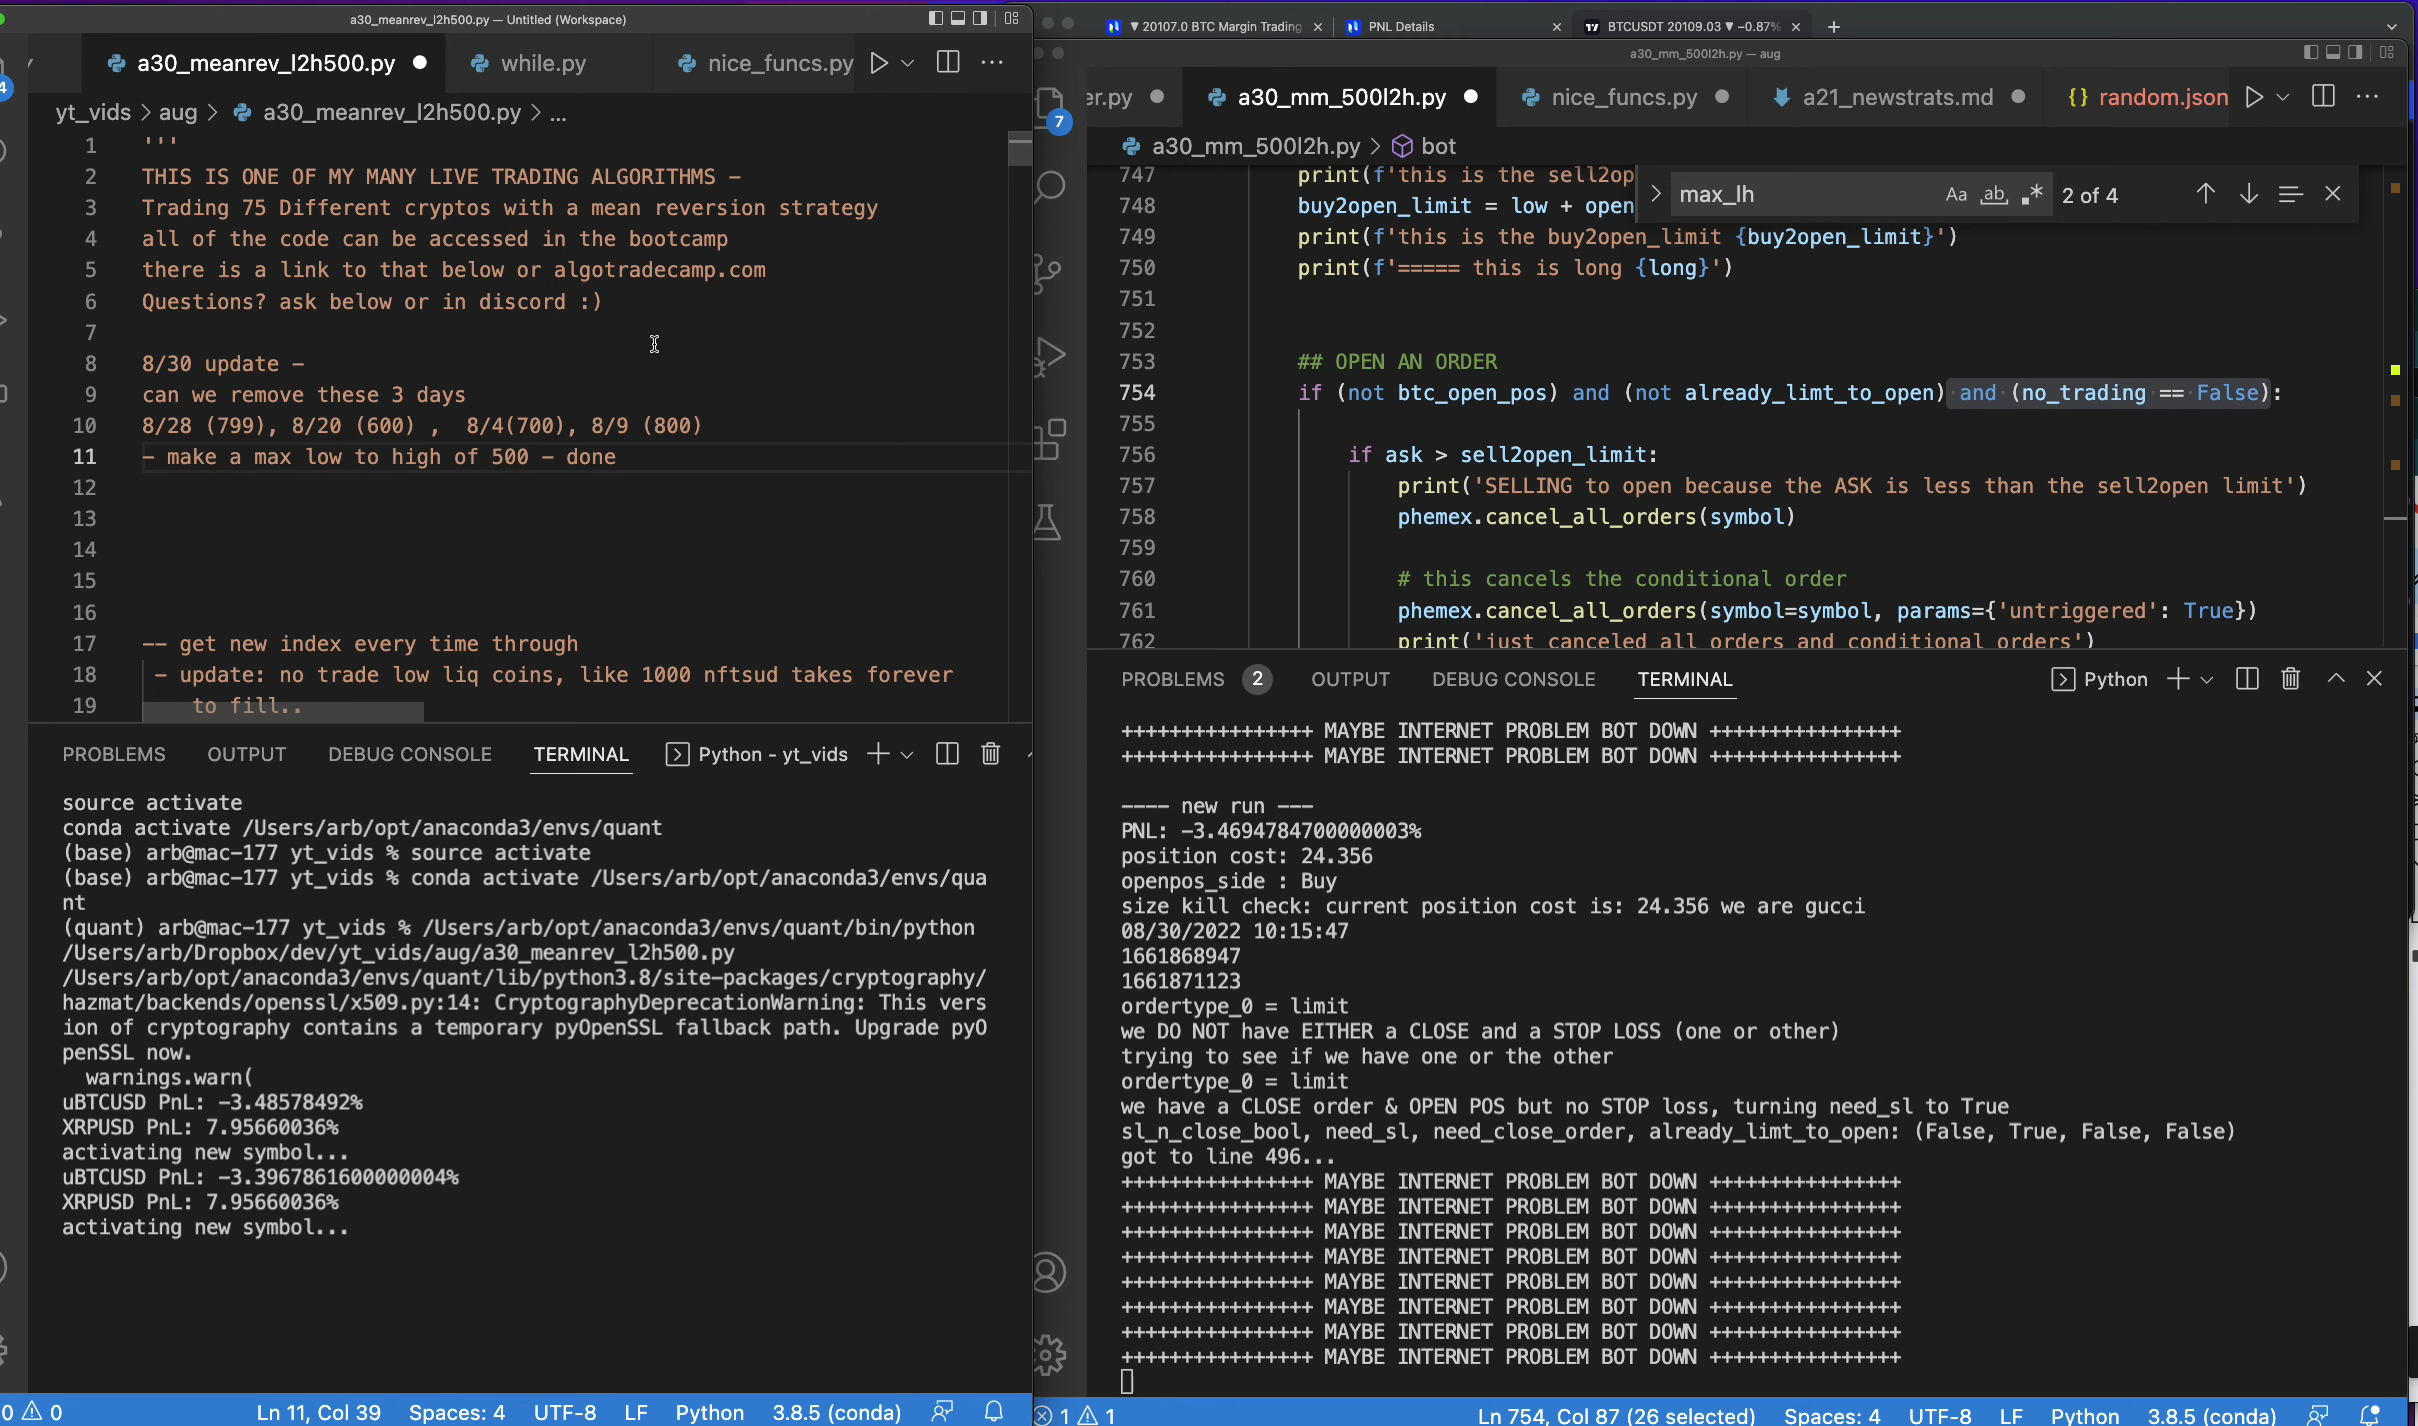 a30_meanrev_l2h500.py — Untitled (Workspace)
a30_meanrev_l2h500.py
while.py
nice_funcs.py
yt_vids > aug > a30_meanrev_l2h500.py > ...
1 '''
2 THIS IS ONE OF MY MANY LIVE TRADING ALGORITHMS –
3 Trading 75 Different cryptos with a mean reversion strategy
4 all of the code can be accessed in the bootcamp
5 there is a link to that below or algotradecamp.com
6 Questions? ask below or in discord :)
7
8 8/30 update –
9 can we remove these 3 days
10 8/28 (799), 8/20 (600) ,  8/4(700), 8/9 (800)
11 – make a max low to high of 500 – done
12
13
14
15
16
17 –– get new index every time through
18 – update: no trade low liq coins, like 1000 nftsud takes forever
19 to fill..
PROBLEMS OUTPUT DEBUG CONSOLE TERMINAL Python - yt_vids
source activate
conda activate /Users/arb/opt/anaconda3/envs/quant
(base) arb@mac-177 yt_vids % source activate
(base) arb@mac-177 yt_vids % conda activate /Users/arb/opt/anaconda3/envs/qua
nt
(quant) arb@mac-177 yt_vids % /Users/arb/opt/anaconda3/envs/quant/bin/python
/Users/arb/Dropbox/dev/yt_vids/aug/a30_meanrev_l2h500.py
/Users/arb/opt/anaconda3/envs/quant/lib/python3.8/site-packages/cryptography/
hazmat/backends/openssl/x509.py:14: CryptographyDeprecationWarning: This vers
ion of cryptography contains a temporary pyOpenSSL fallback path. Upgrade pyO
penSSL now.
warnings.warn(
uBTCUSD PnL: -3.48578492%
XRPUSD PnL: 7.95660036%
activating new symbol...
uBTCUSD PnL: -3.3967861600000004%
XRPUSD PnL: 7.95660036%
activating new symbol...
0 0 Ln 11, Col 39 Spaces: 4 UTF-8 LF Python 3.8.5 (conda)
▼ 20107.0 BTC Margin Trading
PNL Details
BTCUSDT 20109.03 ▼ −0.87%
a30_mm_500l2h.py — aug
er.py
a30_mm_500l2h.py
nice_funcs.py
a21_newstrats.md
{} random.json
7
a30_mm_500l2h.py > bot
max_lh Aa ab .* 2 of 4
747 print(f'this is the sell2op
748 buy2open_limit = low + open
749 print(f'this is the buy2open_limit {buy2open_limit}')
750 print(f'===== this is long {long}')
751
752
753 ## OPEN AN ORDER
754 if (not btc_open_pos) and (not already_limt_to_open) and (no_trading == False):
755
756 if ask > sell2open_limit:
757 print('SELLING to open because the ASK is less than the sell2open limit')
758 phemex.cancel_all_orders(symbol)
759
760 # this cancels the conditional order
761 phemex.cancel_all_orders(symbol=symbol, params={'untriggered': True})
762 print('just canceled all orders and conditional orders')
PROBLEMS 2 OUTPUT DEBUG CONSOLE TERMINAL Python
++++++++++++++++ MAYBE INTERNET PROBLEM BOT DOWN ++++++++++++++++
++++++++++++++++ MAYBE INTERNET PROBLEM BOT DOWN ++++++++++++++++
---- new run ---
PNL: -3.4694784700000003%
position cost: 24.356
openpos_side : Buy
size kill check: current position cost is: 24.356 we are gucci
08/30/2022 10:15:47
1661868947
1661871123
ordertype_0 = limit
we DO NOT have EITHER a CLOSE and a STOP LOSS (one or other)
trying to see if we have one or the other
ordertype_0 = limit
we have a CLOSE order & OPEN POS but no STOP loss, turning need_sl to True
sl_n_close_bool, need_sl, need_close_order, already_limt_to_open: (False, True, False, False)
got to line 496...
++++++++++++++++ MAYBE INTERNET PROBLEM BOT DOWN ++++++++++++++++
++++++++++++++++ MAYBE INTERNET PROBLEM BOT DOWN ++++++++++++++++
++++++++++++++++ MAYBE INTERNET PROBLEM BOT DOWN ++++++++++++++++
++++++++++++++++ MAYBE INTERNET PROBLEM BOT DOWN ++++++++++++++++
++++++++++++++++ MAYBE INTERNET PROBLEM BOT DOWN ++++++++++++++++
++++++++++++++++ MAYBE INTERNET PROBLEM BOT DOWN ++++++++++++++++
++++++++++++++++ MAYBE INTERNET PROBLEM BOT DOWN ++++++++++++++++
++++++++++++++++ MAYBE INTERNET PROBLEM BOT DOWN ++++++++++++++++
1 1 Ln 754, Col 87 (26 selected) Spaces: 4 UTF-8 LF Python 3.8.5 (conda)